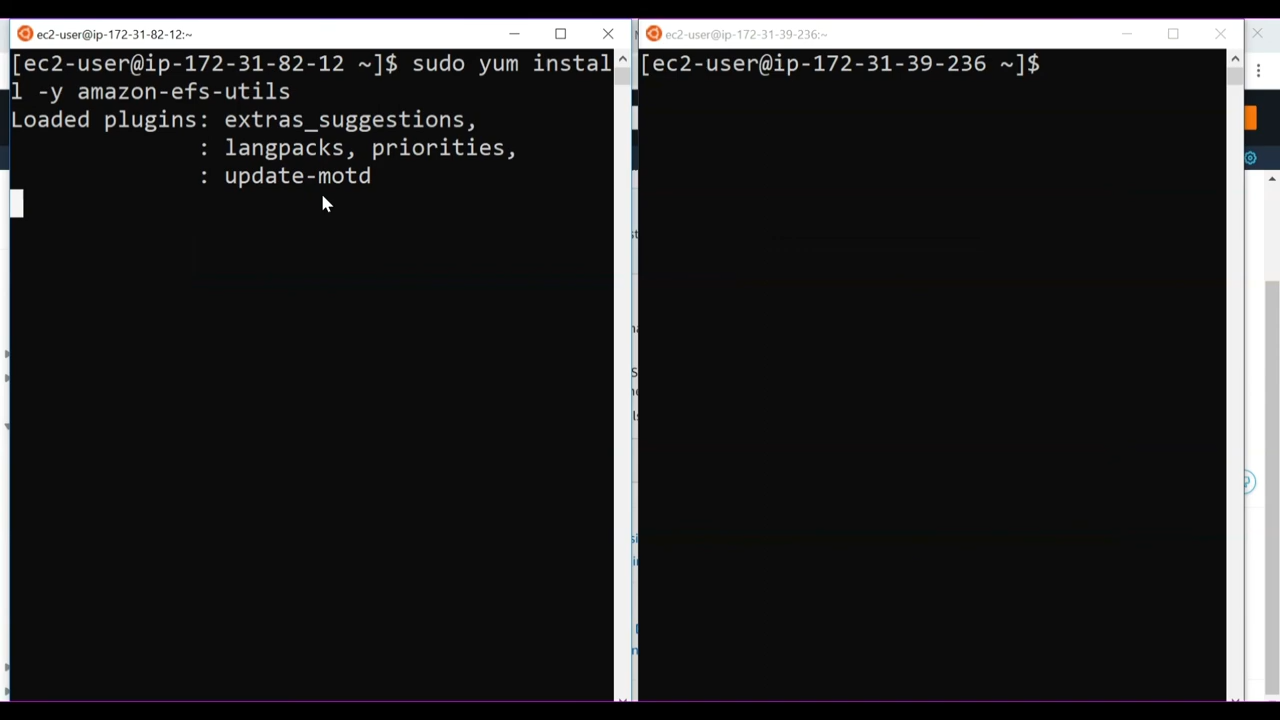 ec2-user@ip-172-31-82-12:~
[ec2-user@ip-172-31-82-12 ~]$ sudo yum instal
l -y amazon-efs-utils
Loaded plugins: extras_suggestions,
: langpacks, priorities,
: update-motd
ec2-user@ip-172-31-39-236:~
[ec2-user@ip-172-31-39-236 ~]$